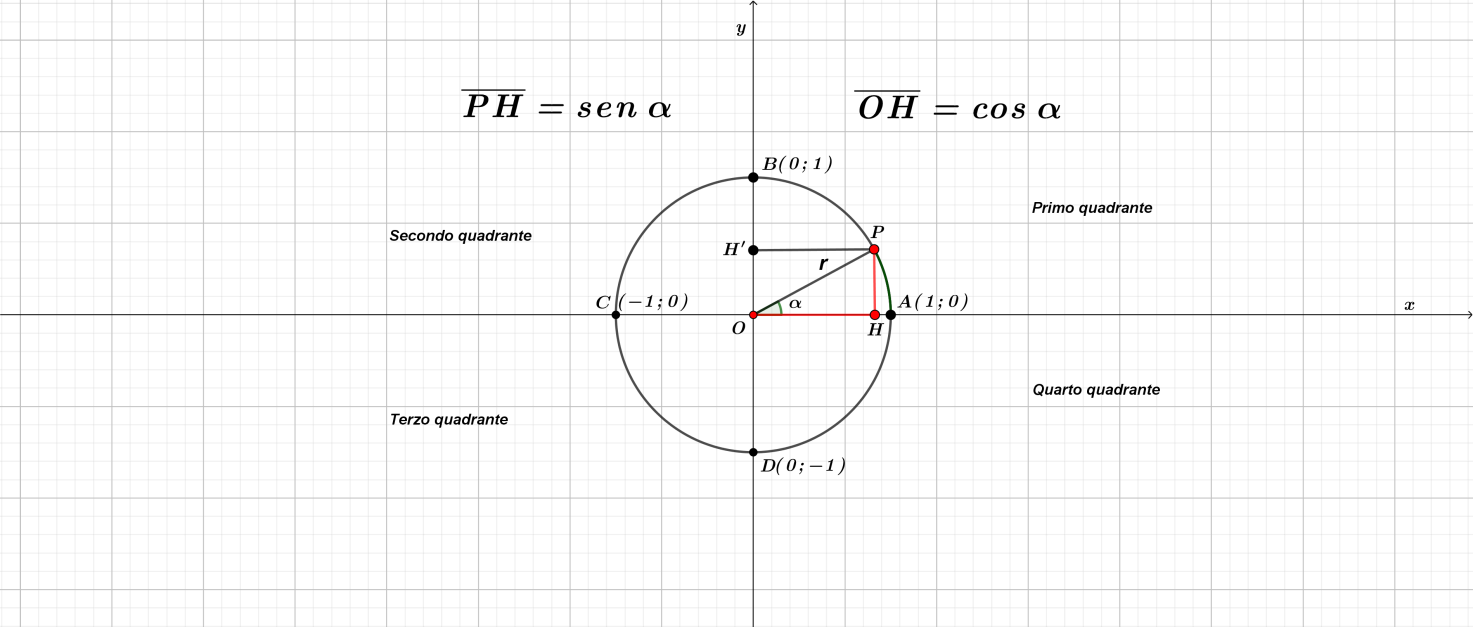 y
PH = sen α
OH = cos α
B(0; 1)
Primo quadrante
Secondo quadrante
P
H′
r
C (−1; 0)
α
A(1; 0)
x
O
H
Quarto quadrante
Terzo quadrante
D(0; −1)